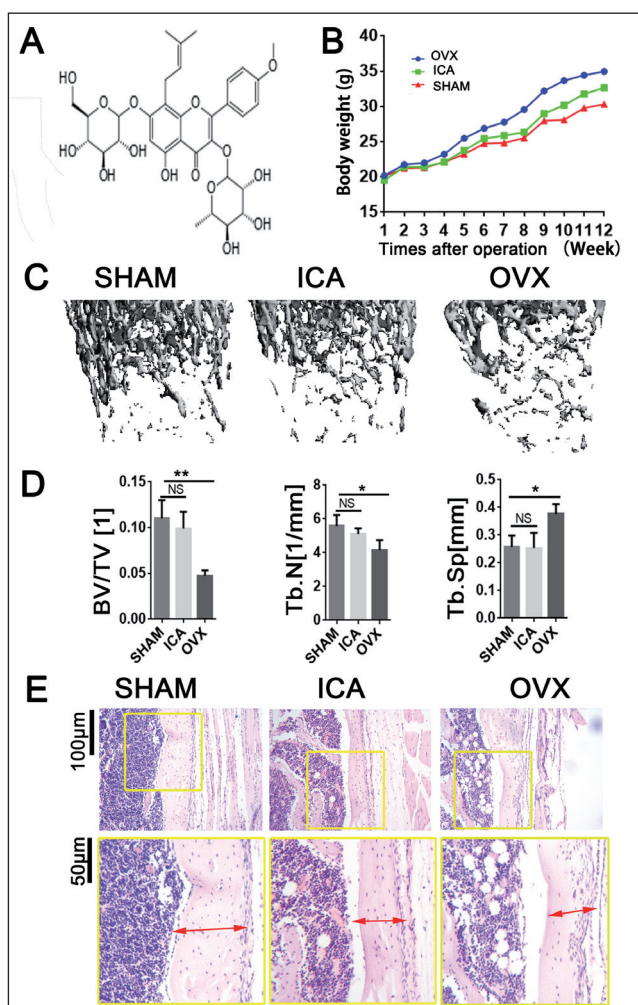 A
O
HO
HO
O
O
O
HO
OH
OH
OH
O
O
O
O
OH
HO
OH
OH
B
OVX
ICA
SHAM
Body weight (g)
35
30
25
20
15
1 2 3 4 5 6 7 8 9 10 11 12
Times after operation (Week)
C
SHAM ICA OVX
D
BV/TV [1]
0.15
0.10
0.05
0.00
**
NS
SHAM
ICA
OVX
Tb.N[1/mm]
8
6
4
2
0
*
NS
SHAM
ICA
OVX
Tb.Sp[mm]
0.5
0.4
0.3
0.2
0.1
0.0
*
NS
SHAM
ICA
OVX
E
SHAM ICA OVX
100μm
50μm